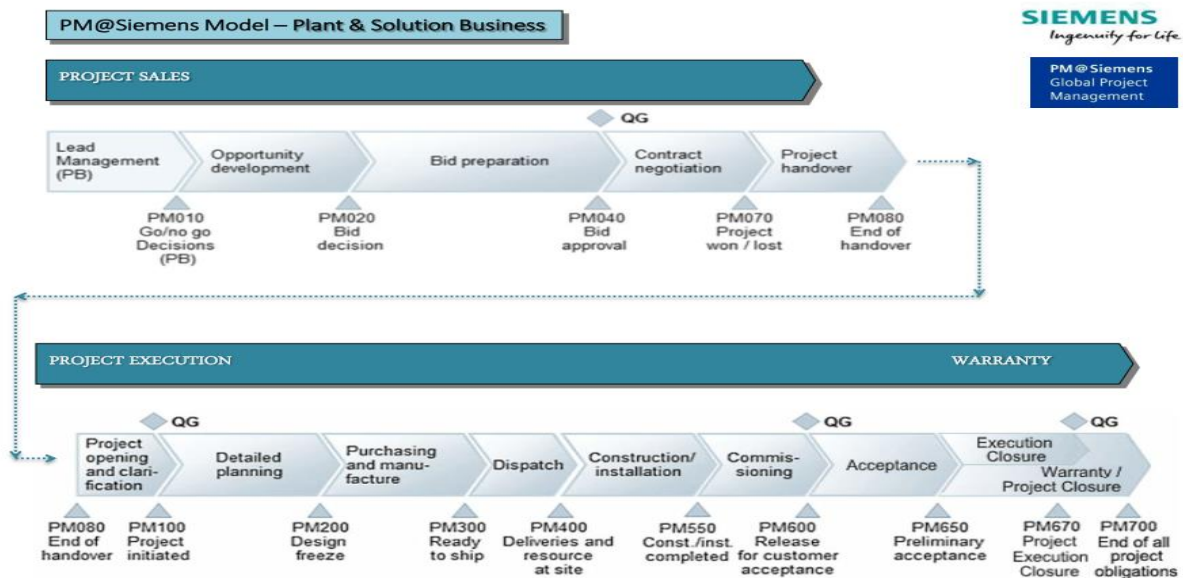 PM@Siemens Model – Plant & Solution Business
SIEMENS
Ingenuity for Life
PM@Siemens
Global Project
Management
PROJECT SALES
QG
Lead
Management
(PB)
Opportunity
development
Bid preparation
Contract
negotiation
Project
handover
PM010
Go/no go
Decisions
(PB)
PM020
Bid
decision
PM040
Bid
approval
PM070
Project
won / lost
PM080
End of
handover
PROJECT EXECUTION
WARRANTY
QG
QG
QG
Project
opening
and clari-
fication
Detailed
planning
Purchasing
and manu-
facture
Dispatch
Construction/
installation
Commis-
sioning
Acceptance
Execution
Closure
Warranty /
Project Closure
PM080
End of
handover
PM100
Project
initiated
PM200
Design
freeze
PM300
Ready
to ship
PM400
Deliveries and
resource
at site
PM550
Const./inst.
completed
PM600
Release
for customer
acceptance
PM650
Preliminary
acceptance
PM670
Project
Execution
Closure
PM700
End of all
project
obligations